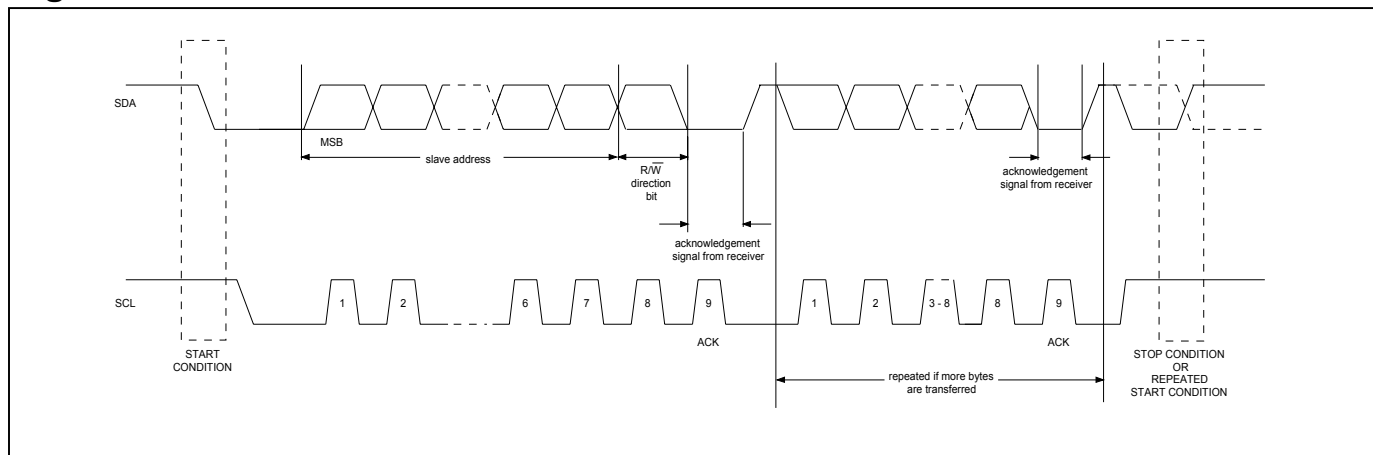 SDA
MSB
slave address
R/W̅
direction
bit
acknowledgement
signal from receiver
acknowledgement
signal from receiver
SCL
1
2
6
7
8
9
1
2
3 - 8
8
9
ACK
ACK
START
CONDITION
repeated if more bytes
are transferred
STOP CONDITION
OR
REPEATED
START CONDITION